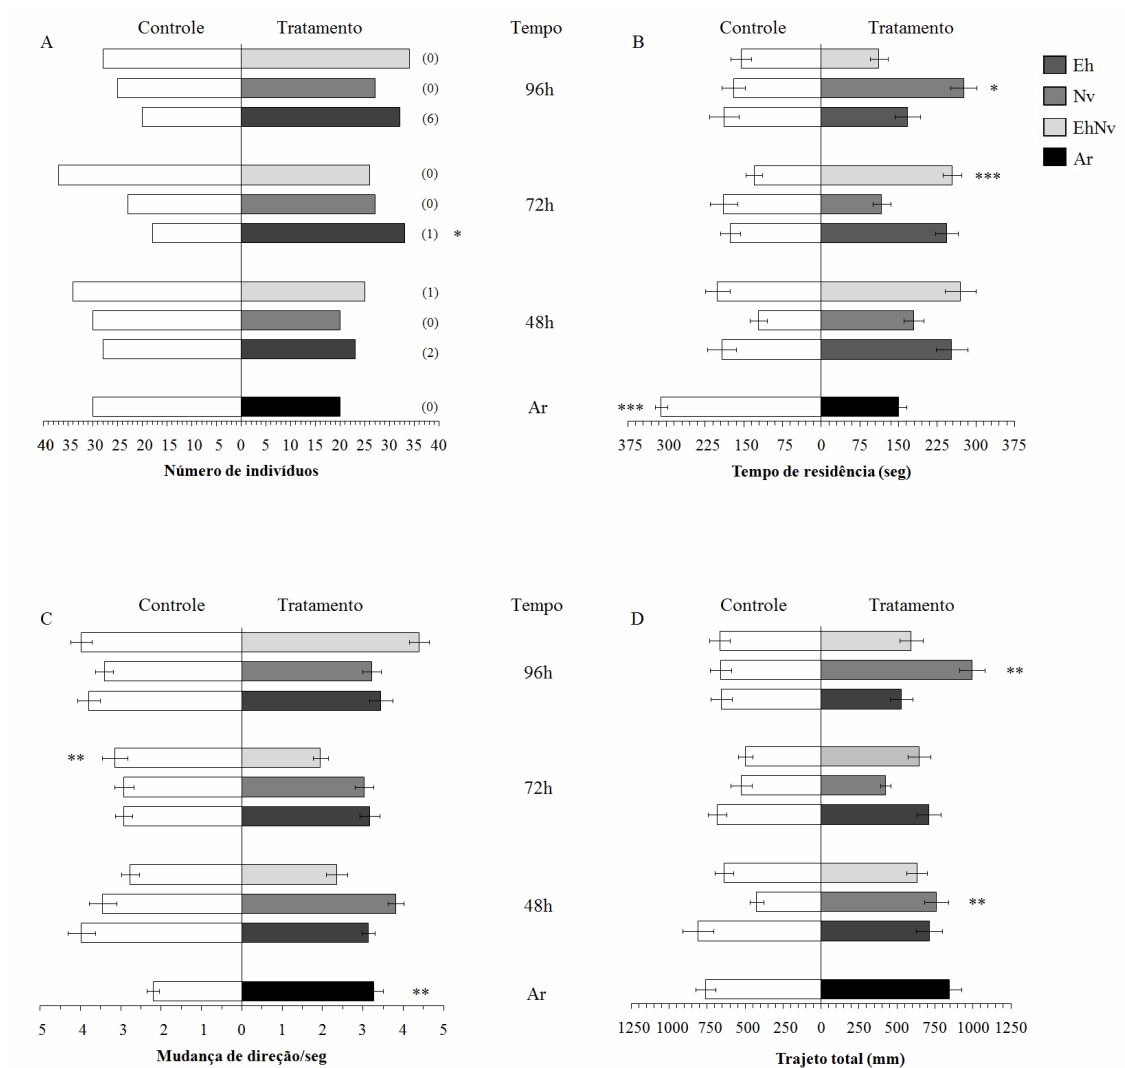 Controle Tratamento Tempo Controle Tratamento
A B
(0)
96h (0) *
(6)
(0) ***
72h (0)
(1) *
(1)
48h (0)
(2)
Ar (0) ***
Eh
Nv
EhNv
Ar
40 35 30 25 20 15 10 5 0 5 10 15 20 25 30 35 40
Número de indivíduos
375 300 225 150 75 0 75 150 225 300 375
Tempo de residência (seg)
Controle Tratamento Tempo Controle Tratamento
C D
96h **
**
72h
48h **
Ar **
5 4 3 2 1 0 1 2 3 4 5
Mudança de direção/seg
1250 1000 750 500 250 0 250 500 750 1000 1250
Trajeto total (mm)